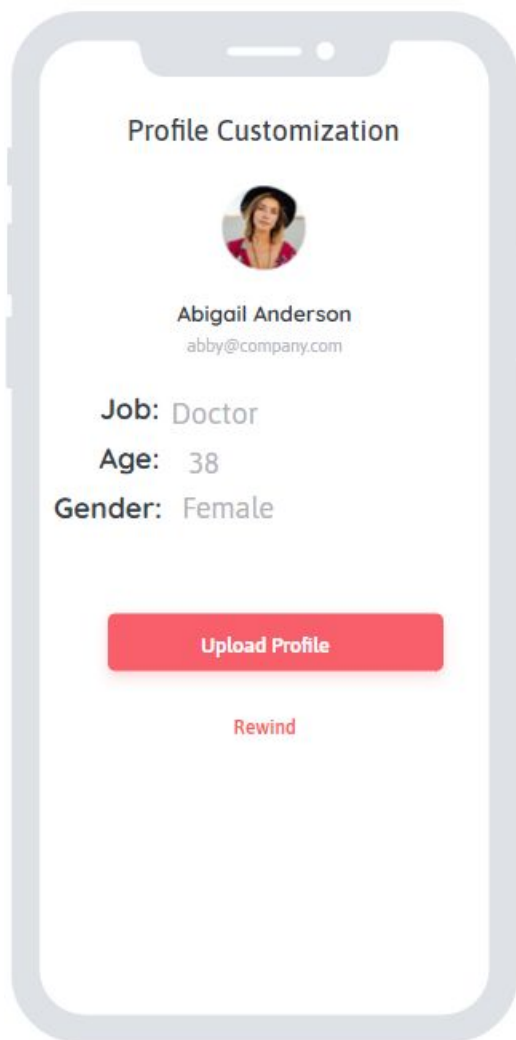 Profile Customization
Abigail Anderson
abby@company.com
Job: Doctor
Age: 38
Gender: Female
Upload Profile
Rewind